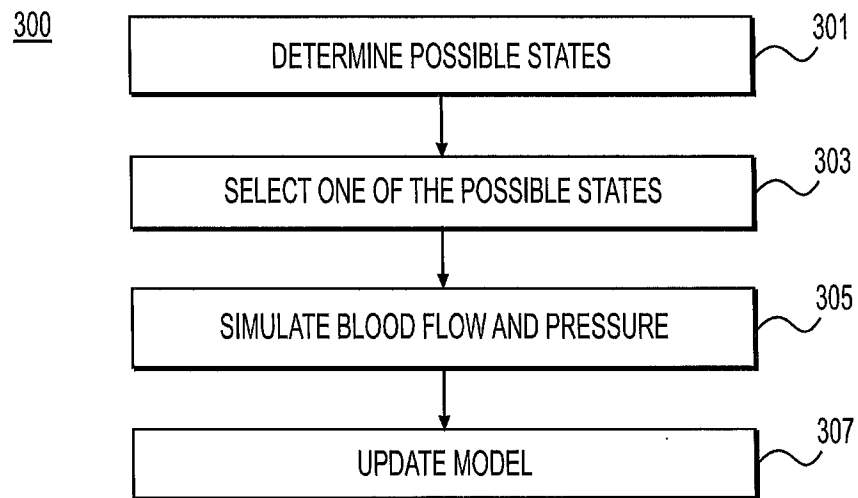 300
DETERMINE POSSIBLE STATES
301
SELECT ONE OF THE POSSIBLE STATES
303
SIMULATE BLOOD FLOW AND PRESSURE
305
UPDATE MODEL
307